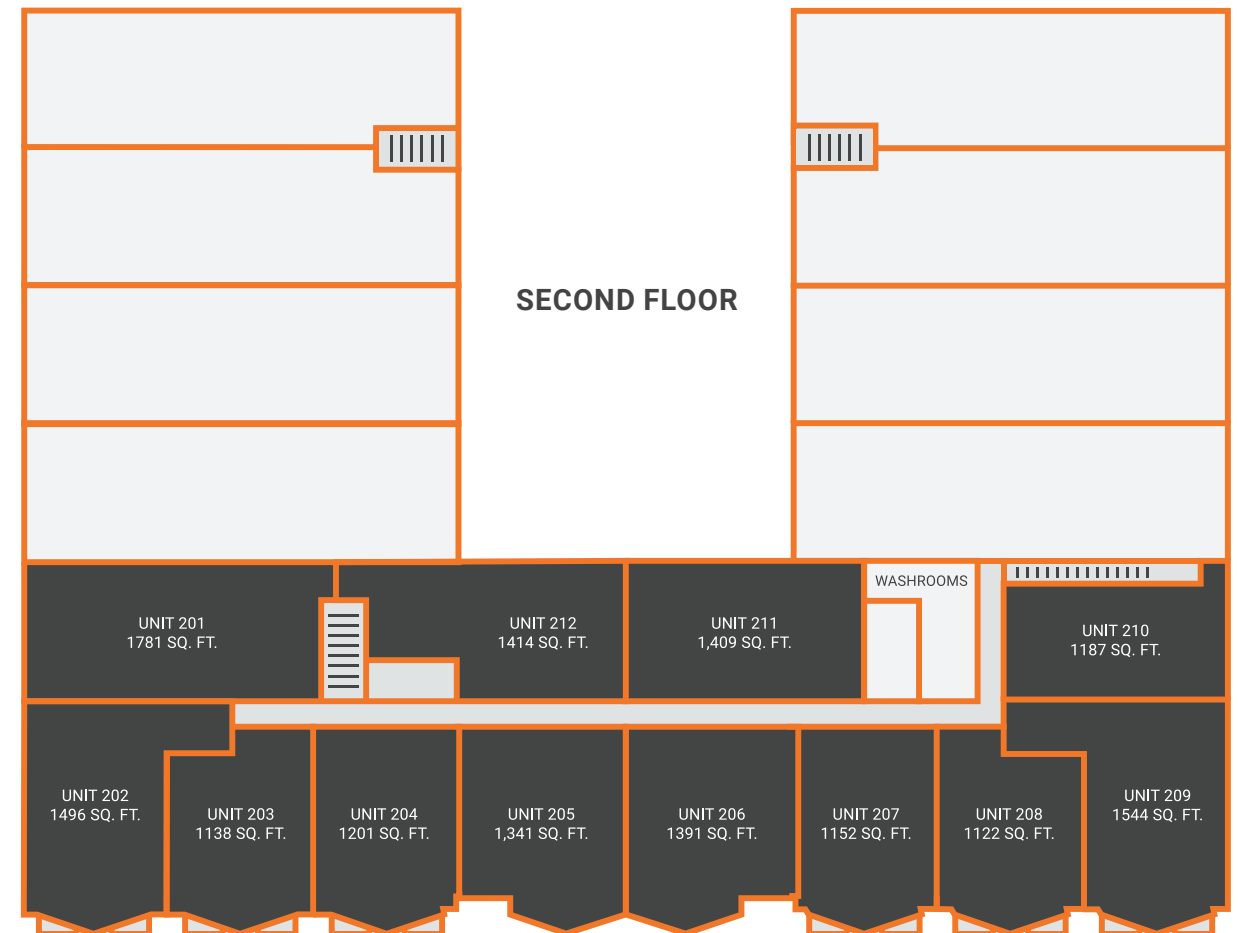 SECOND FLOOR
WASHROOMS
UNIT 201
1781 SQ. FT.
UNIT 212
1414 SQ. FT.
UNIT 211
1,409 SQ. FT.
UNIT 210
1187 SQ. FT.
UNIT 202
1496 SQ. FT.
UNIT 203
1138 SQ. FT.
UNIT 204
1201 SQ. FT.
UNIT 205
1,341 SQ. FT.
UNIT 206
1391 SQ. FT.
UNIT 207
1152 SQ. FT.
UNIT 208
1122 SQ. FT.
UNIT 209
1544 SQ. FT.